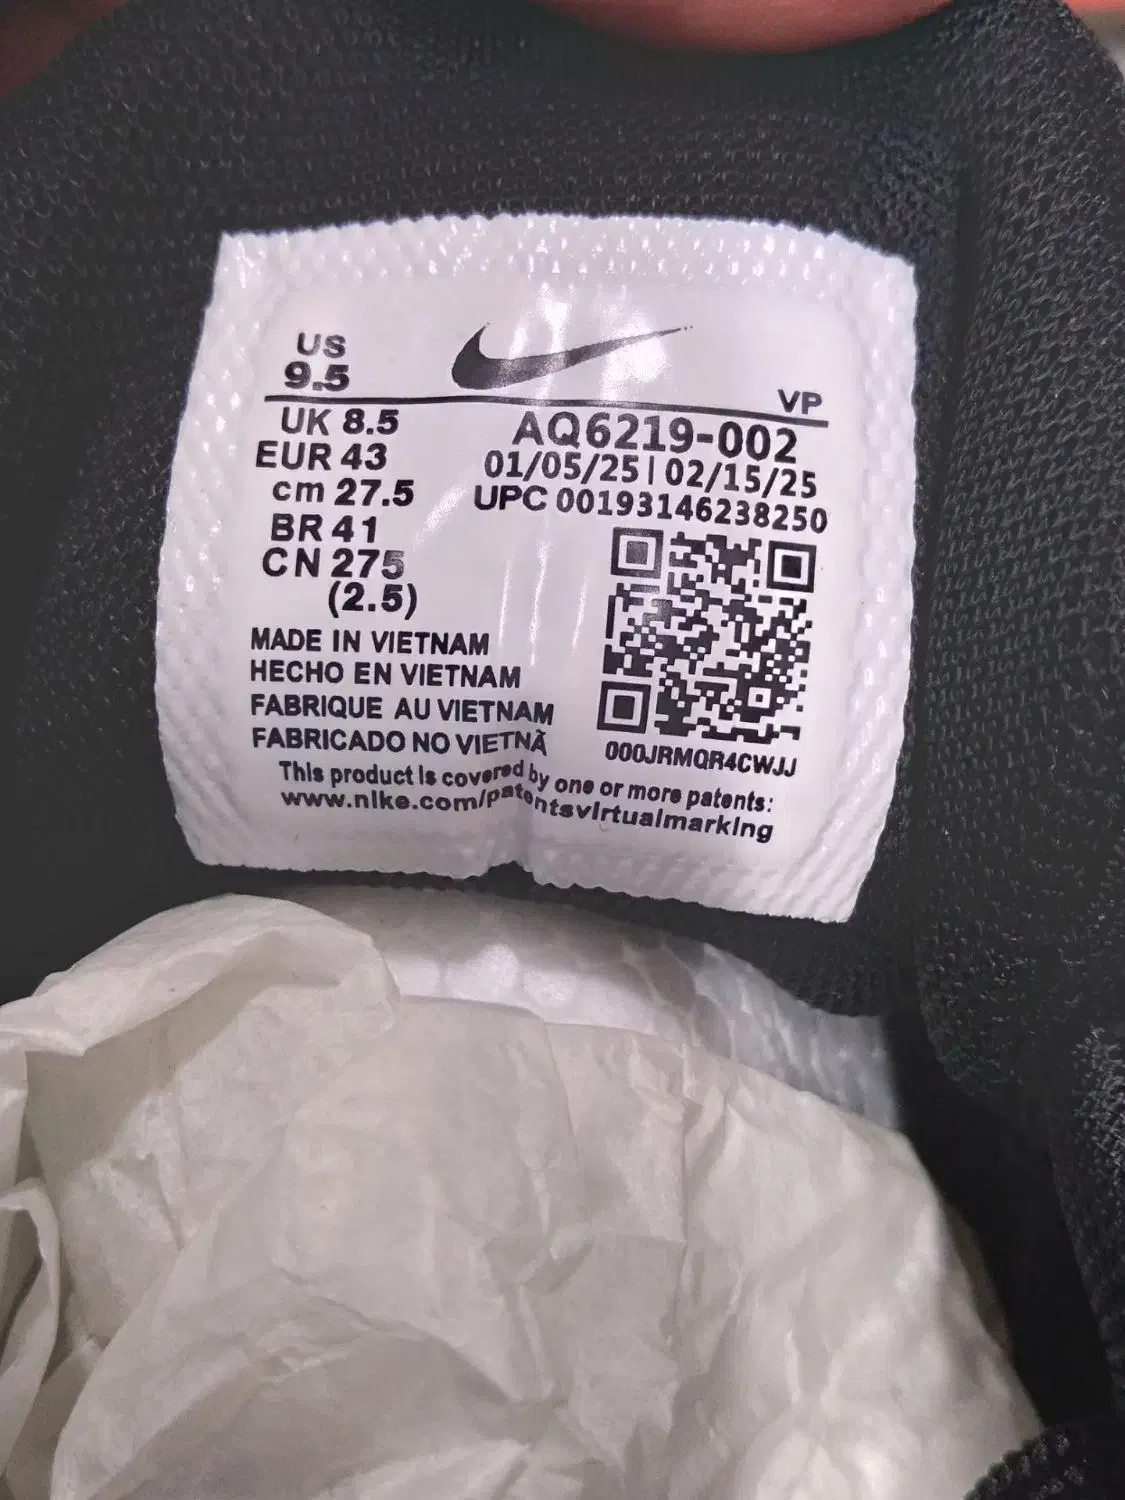 US
9.5
VP
UK 8.5
AQ6219-002
EUR 43
01/05/25 | 02/15/25
cm 27.5
UPC 00193146238250
BR 41
CN 275
(2.5)
MADE IN VIETNAM
HECHO EN VIETNAM
FABRIQUE AU VIETNAM
FABRICADO NO VIETNÃ
000JRMQR4CWJJ
This product is covered by one or more patents:
www.nike.com/patentsvirtualmarking